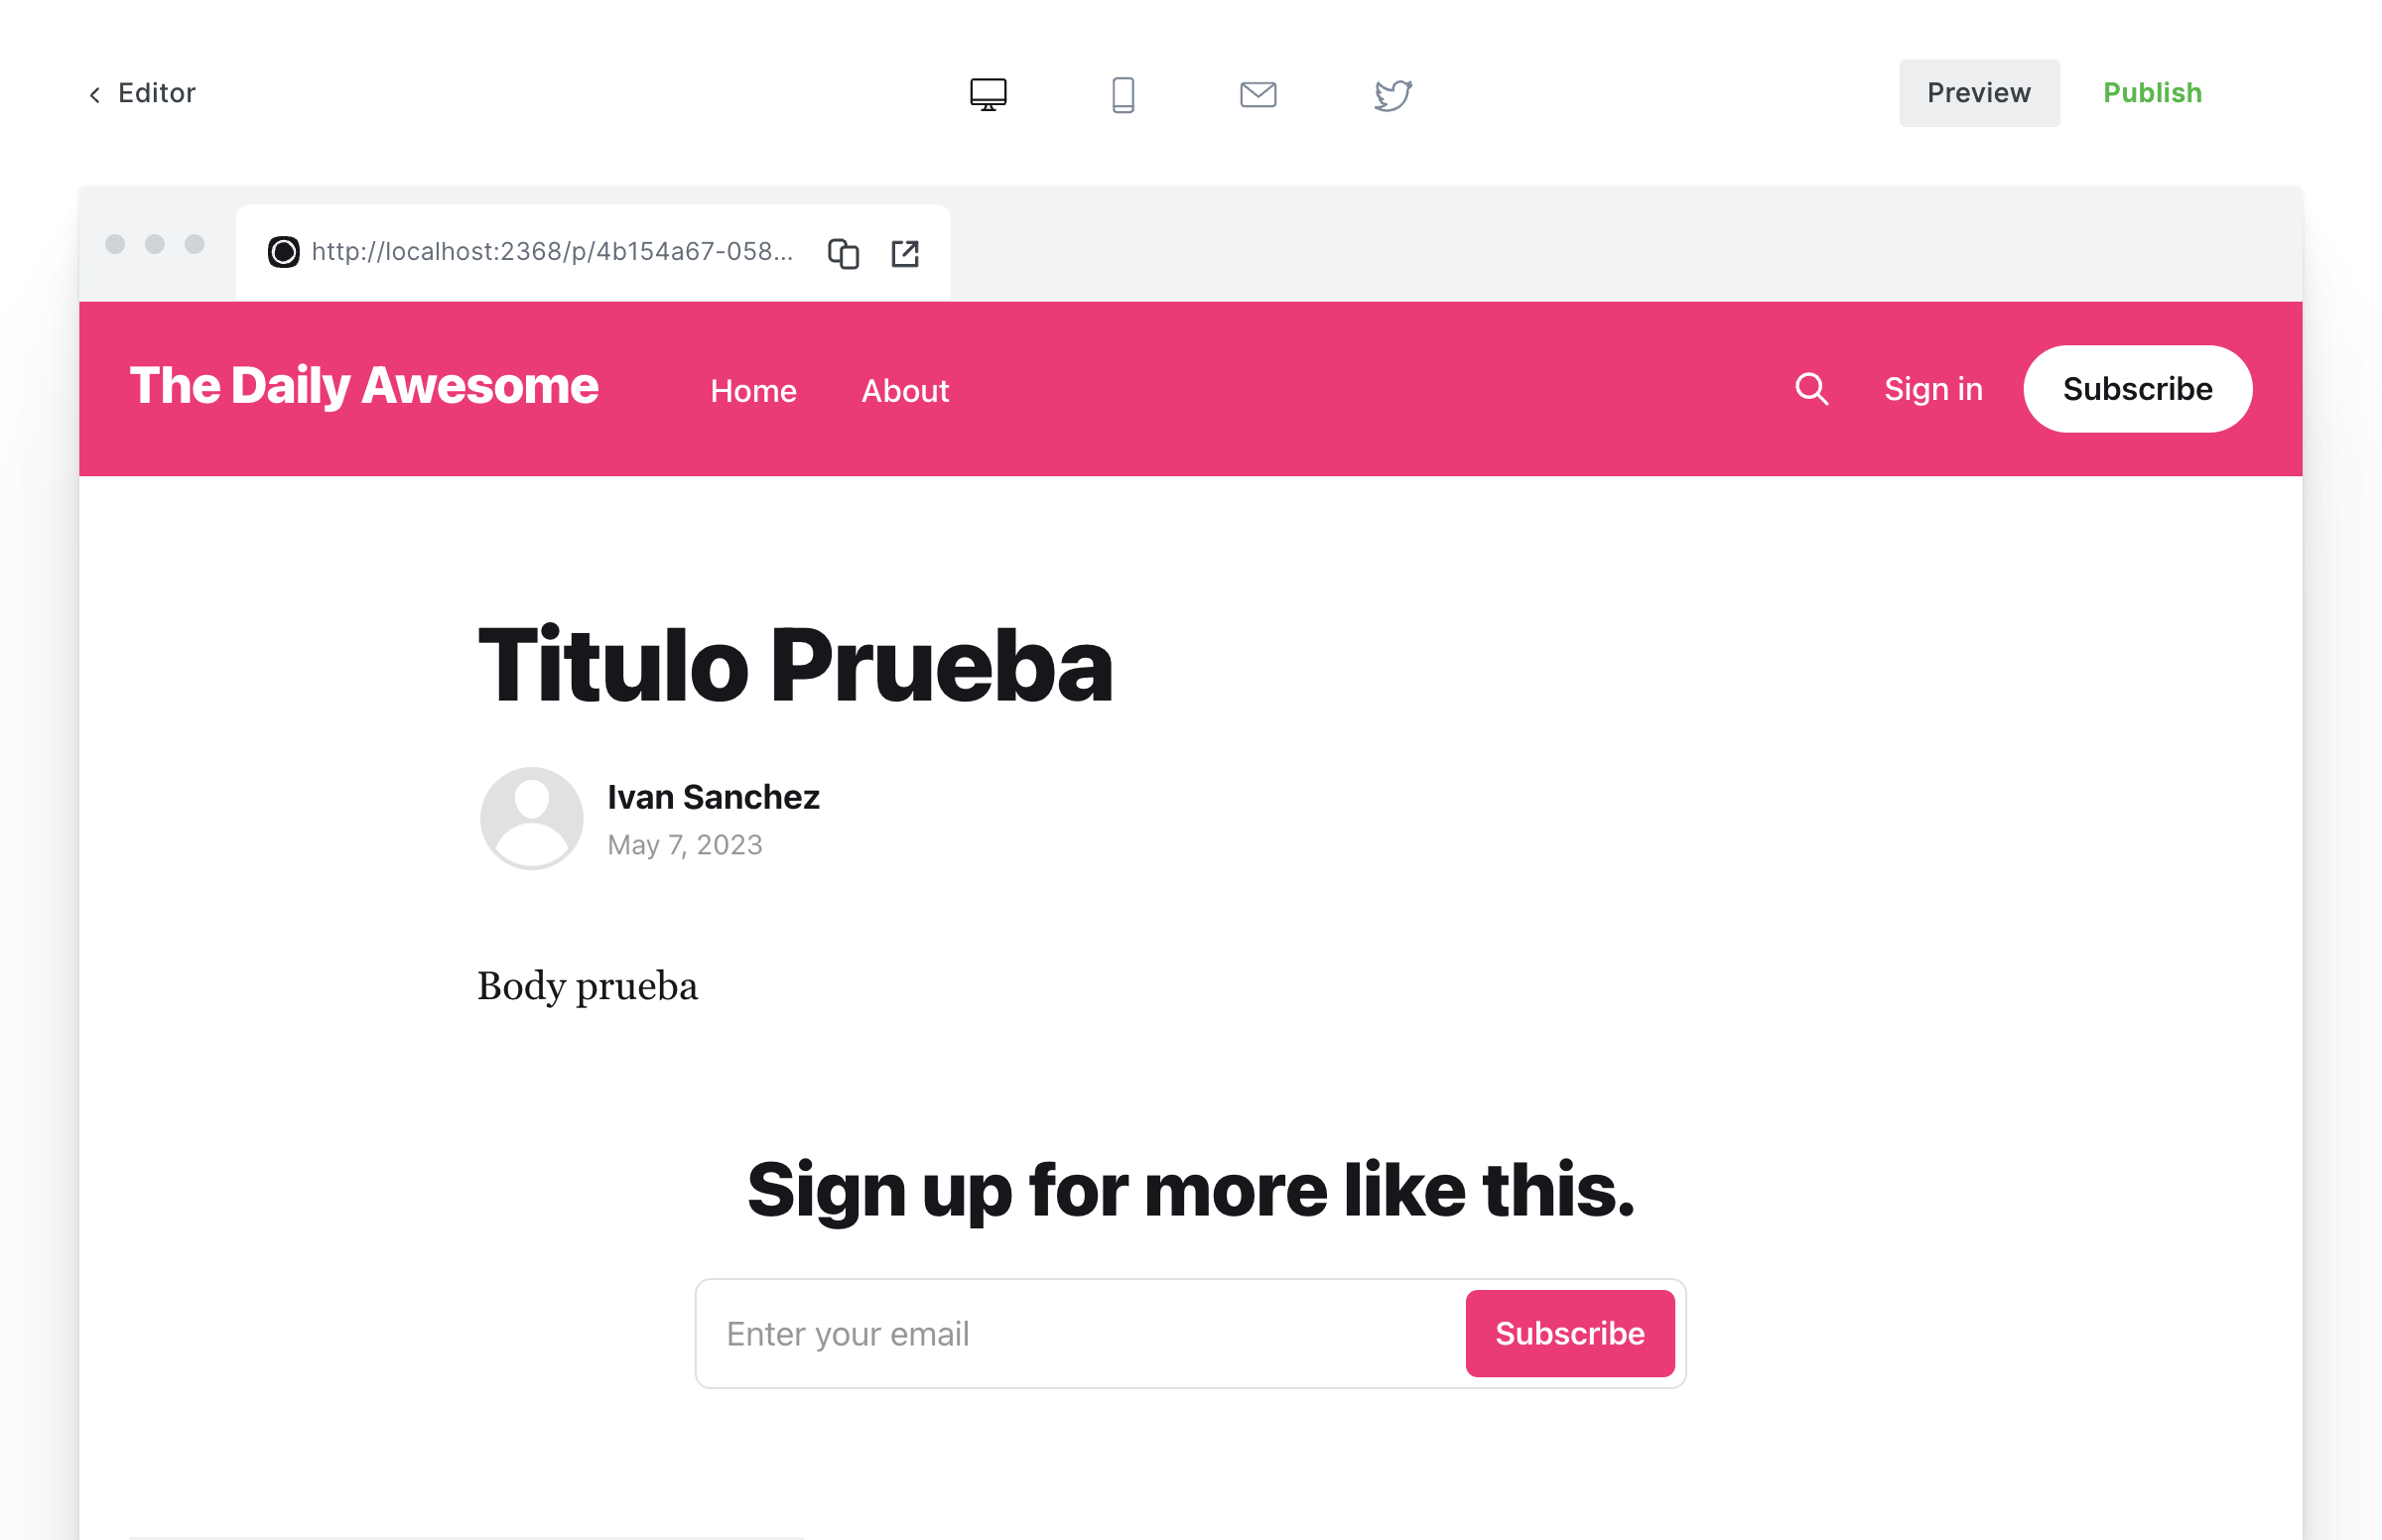 Editor
Preview
Publish
http://localhost:2368/p/4b154a67-058...
The Daily Awesome
Home
About
Sign in
Subscribe
Titulo Prueba
Ivan Sanchez
May 7, 2023
Body prueba
Sign up for more like this.
Enter your email
Subscribe